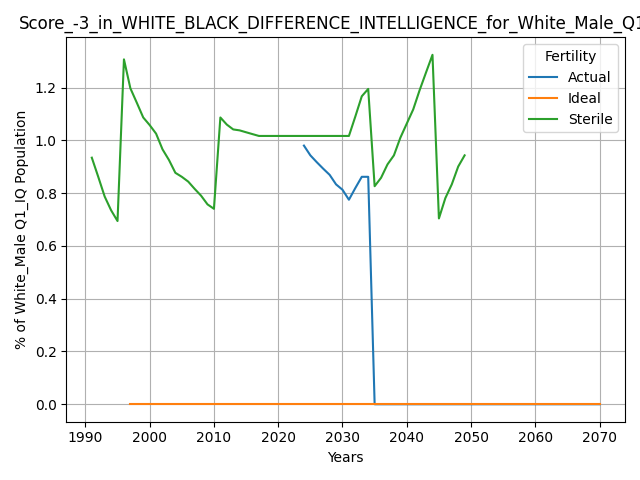 Score_-3_in_WHITE_BLACK_DIFFERENCE_INTELLIGENCE_for_White_Male_Q1
Fertility
Actual
Ideal
Sterile
% of White_Male Q1_IQ Population
1.2
1.0
0.8
0.6
0.4
0.2
0.0
1990 2000 2010 2020 2030 2040 2050 2060 2070
Years